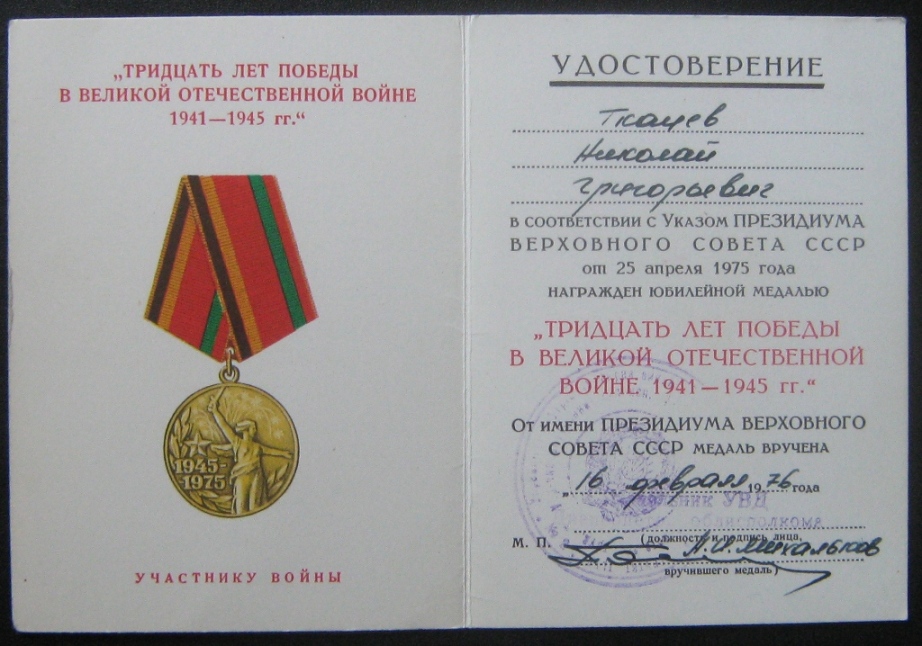 „ТРИДЦАТЬ ЛЕТ ПОБЕДЫ
В ВЕЛИКОЙ ОТЕЧЕСТВЕННОЙ ВОЙНЕ
1941—1945 гг.“
1945-
1975
УЧАСТНИКУ ВОЙНЫ
УДОСТОВЕРЕНИЕ
Ткачев
Николай
Григорьевич
В СООТВЕТСТВИИ С УКАЗОМ ПРЕЗИДИУМА
ВЕРХОВНОГО СОВЕТА СССР
от 25 апреля 1975 года
НАГРАЖДЕН ЮБИЛЕЙНОЙ МЕДАЛЬЮ
„ТРИДЦАТЬ ЛЕТ ПОБЕДЫ
В ВЕЛИКОЙ ОТЕЧЕСТВЕННОЙ
ВОЙНЕ 1941—1945 гг.“
ОТ ИМЕНИ ПРЕЗИДИУМА ВЕРХОВНОГО
СОВЕТА СССР МЕДАЛЬ ВРУЧЕНА
„16 февраля 1976 года
УВД
облисполкома
(должность и подпись лица,
М. П. А.И. Михальков
вручившего медаль)